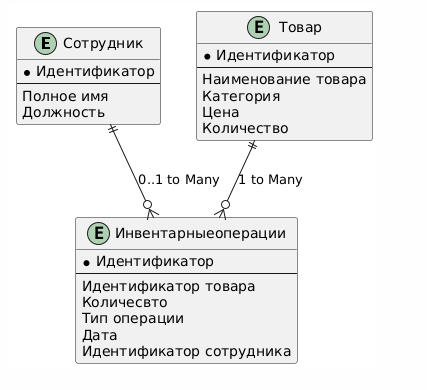 E Сотрудник
* Идентификатор
Полное имя
Должность
E Товар
* Идентификатор
Наименование товара
Категория
Цена
Количество
0..1 to Many
1 to Many
E Инвентарныеоперации
* Идентификатор
Идентификатор товара
Количесвто
Тип операции
Дата
Идентификатор сотрудника